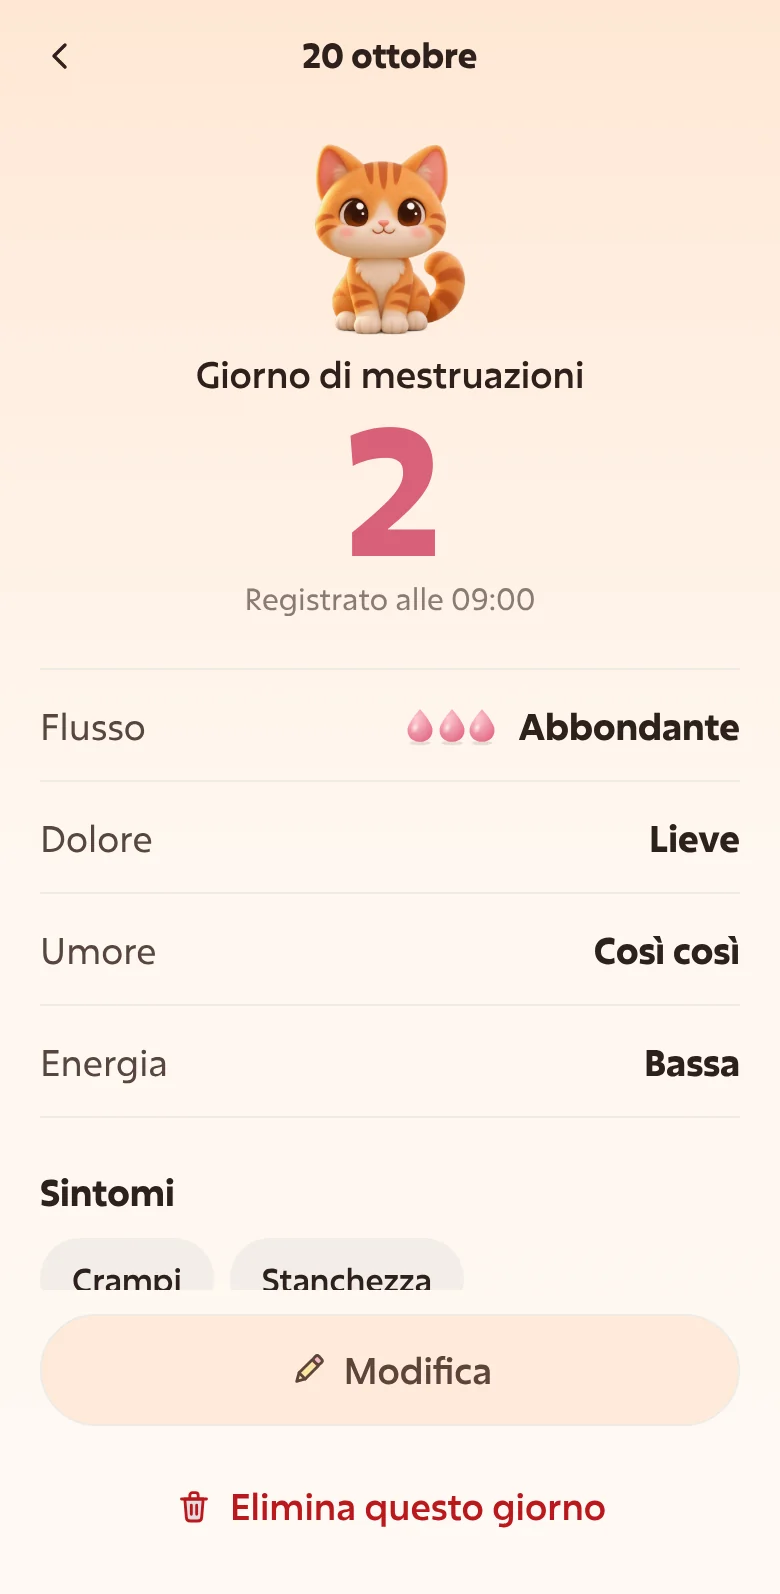 20 ottobre
Giorno di mestruazioni
2
Registrato alle 09:00
Flusso Abbondante
Dolore Lieve
Umore Così così
Energia Bassa
Sintomi
Crampi Stanchezza
Modifica
Elimina questo giorno